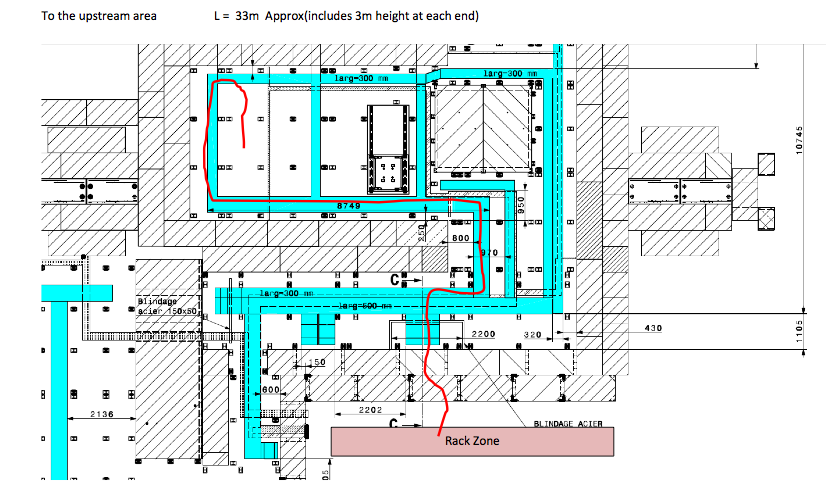 To the upstream area L= 33m Approx(includes 3m height at each end)
larg-300 mm
larg-300 mm
10745
8749
950
250
800
970
C
larg-300 mm
larg-600 mm
Blindage
acier 150x50
2200
320
430
1105
150
600
2136
2202
C
BLINDAGE ACIER
Rack Zone